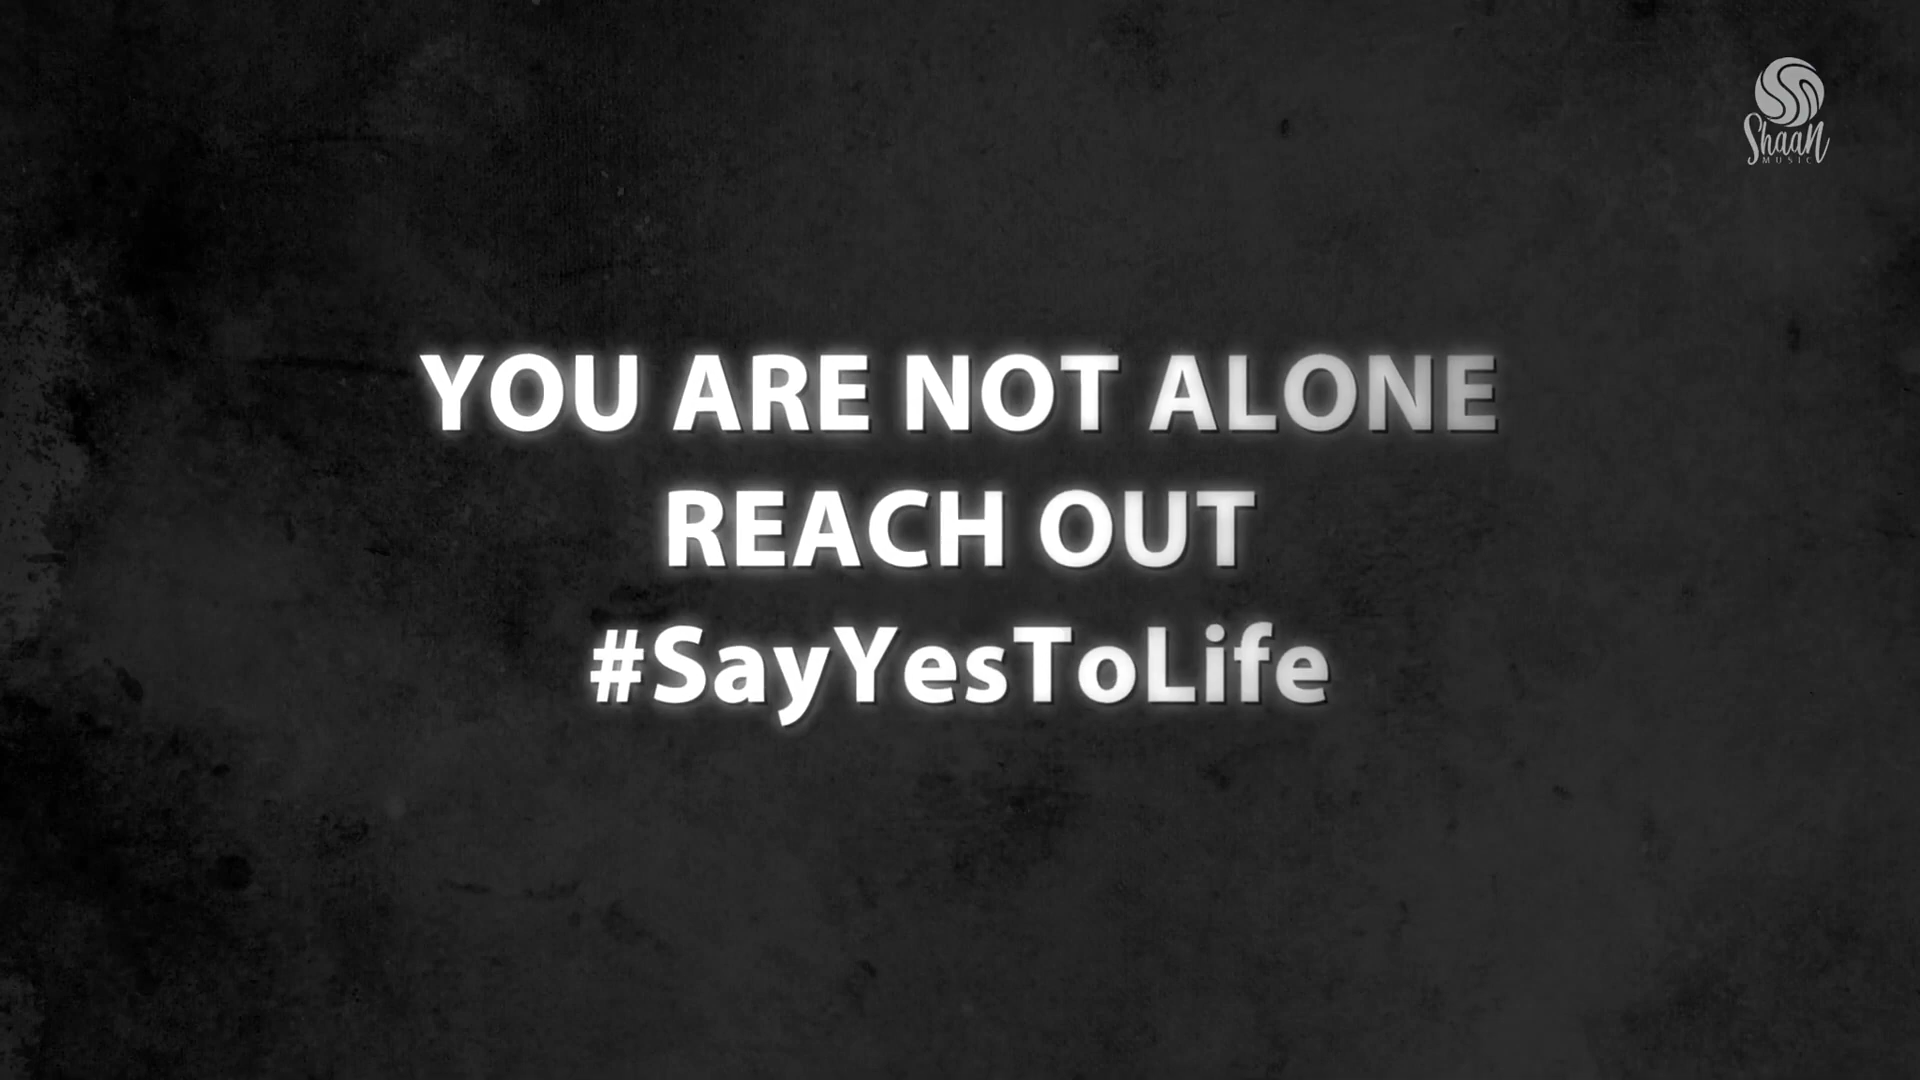 Shaan
MUSIC
YOU ARE NOT ALONE
REACH OUT
#SayYesToLife